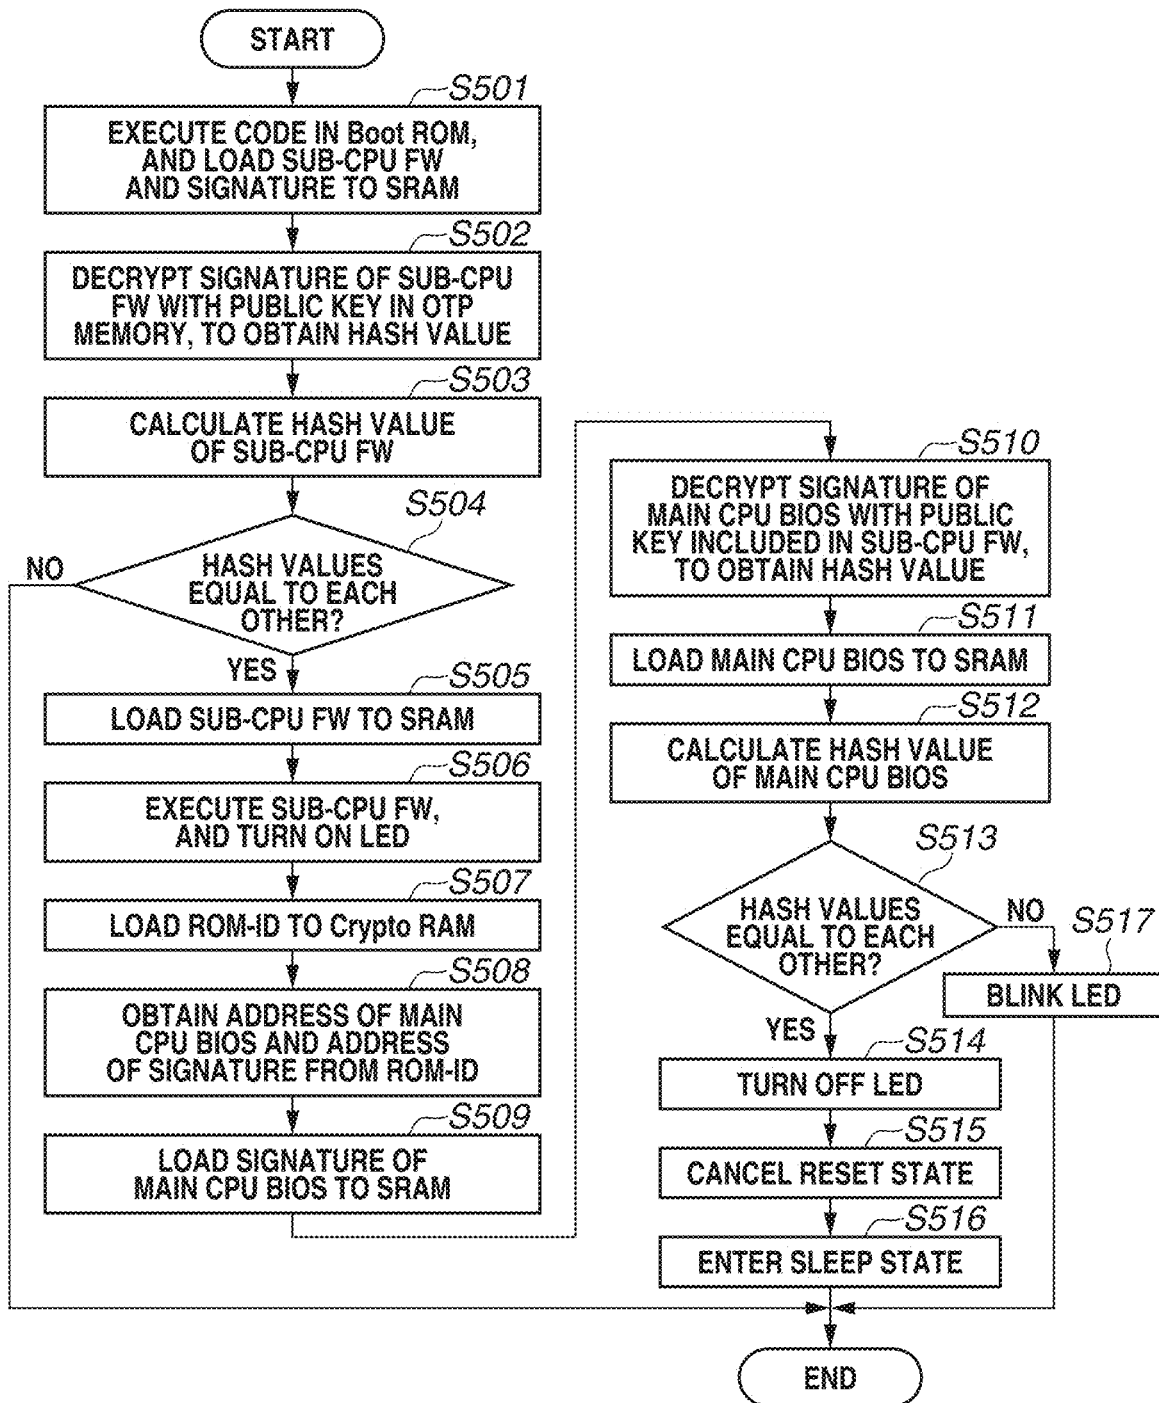 START
S501
EXECUTE CODE IN Boot ROM,
AND LOAD SUB-CPU FW
AND SIGNATURE TO SRAM
S502
DECRYPT SIGNATURE OF SUB-CPU
FW WITH PUBLIC KEY IN OTP
MEMORY, TO OBTAIN HASH VALUE
S503
CALCULATE HASH VALUE
OF SUB-CPU FW
S504
HASH VALUES
EQUAL TO EACH
OTHER?
NO
YES
S505
LOAD SUB-CPU FW TO SRAM
S506
EXECUTE SUB-CPU FW,
AND TURN ON LED
S507
LOAD ROM-ID TO Crypto RAM
S508
OBTAIN ADDRESS OF MAIN
CPU BIOS AND ADDRESS
OF SIGNATURE FROM ROM-ID
S509
LOAD SIGNATURE OF
MAIN CPU BIOS TO SRAM
S510
DECRYPT SIGNATURE OF
MAIN CPU BIOS WITH PUBLIC
KEY INCLUDED IN SUB-CPU FW,
TO OBTAIN HASH VALUE
S511
LOAD MAIN CPU BIOS TO SRAM
S512
CALCULATE HASH VALUE
OF MAIN CPU BIOS
S513
HASH VALUES
EQUAL TO EACH
OTHER?
NO
S517
BLINK LED
YES
S514
TURN OFF LED
S515
CANCEL RESET STATE
S516
ENTER SLEEP STATE
END